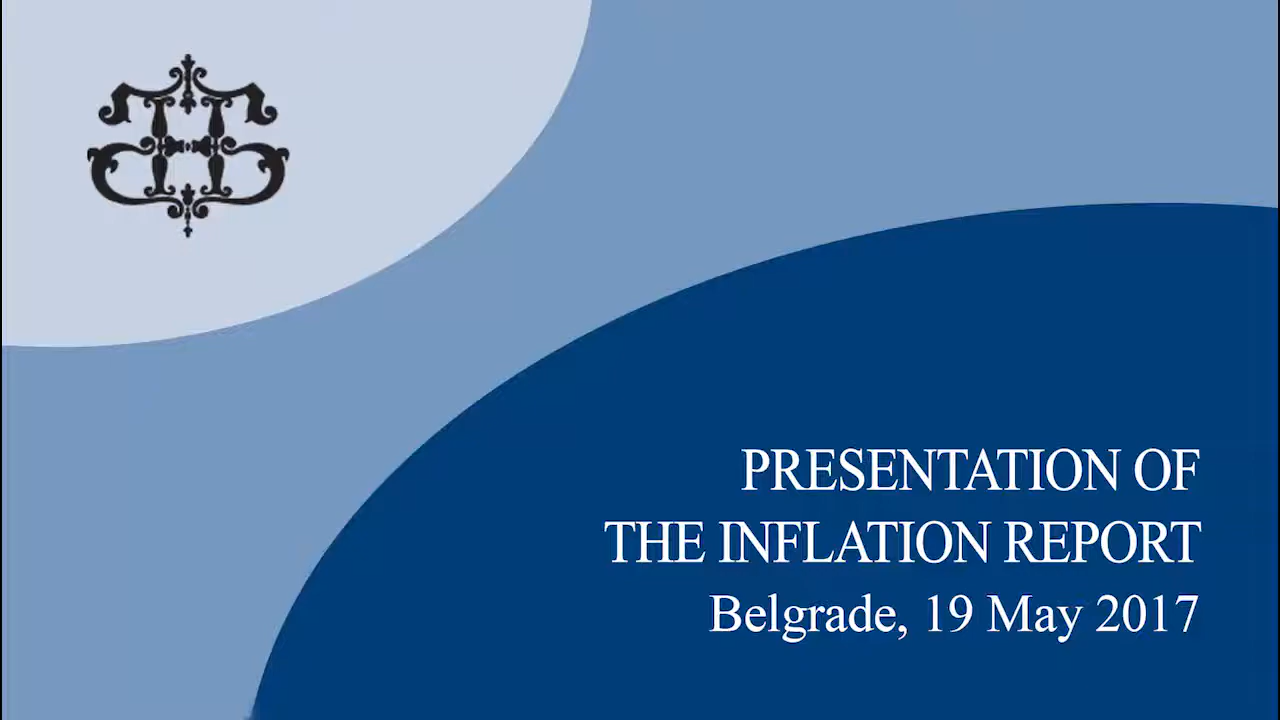 PRESENTATION OF
THE INFLATION REPORT
Belgrade, 19 May 2017